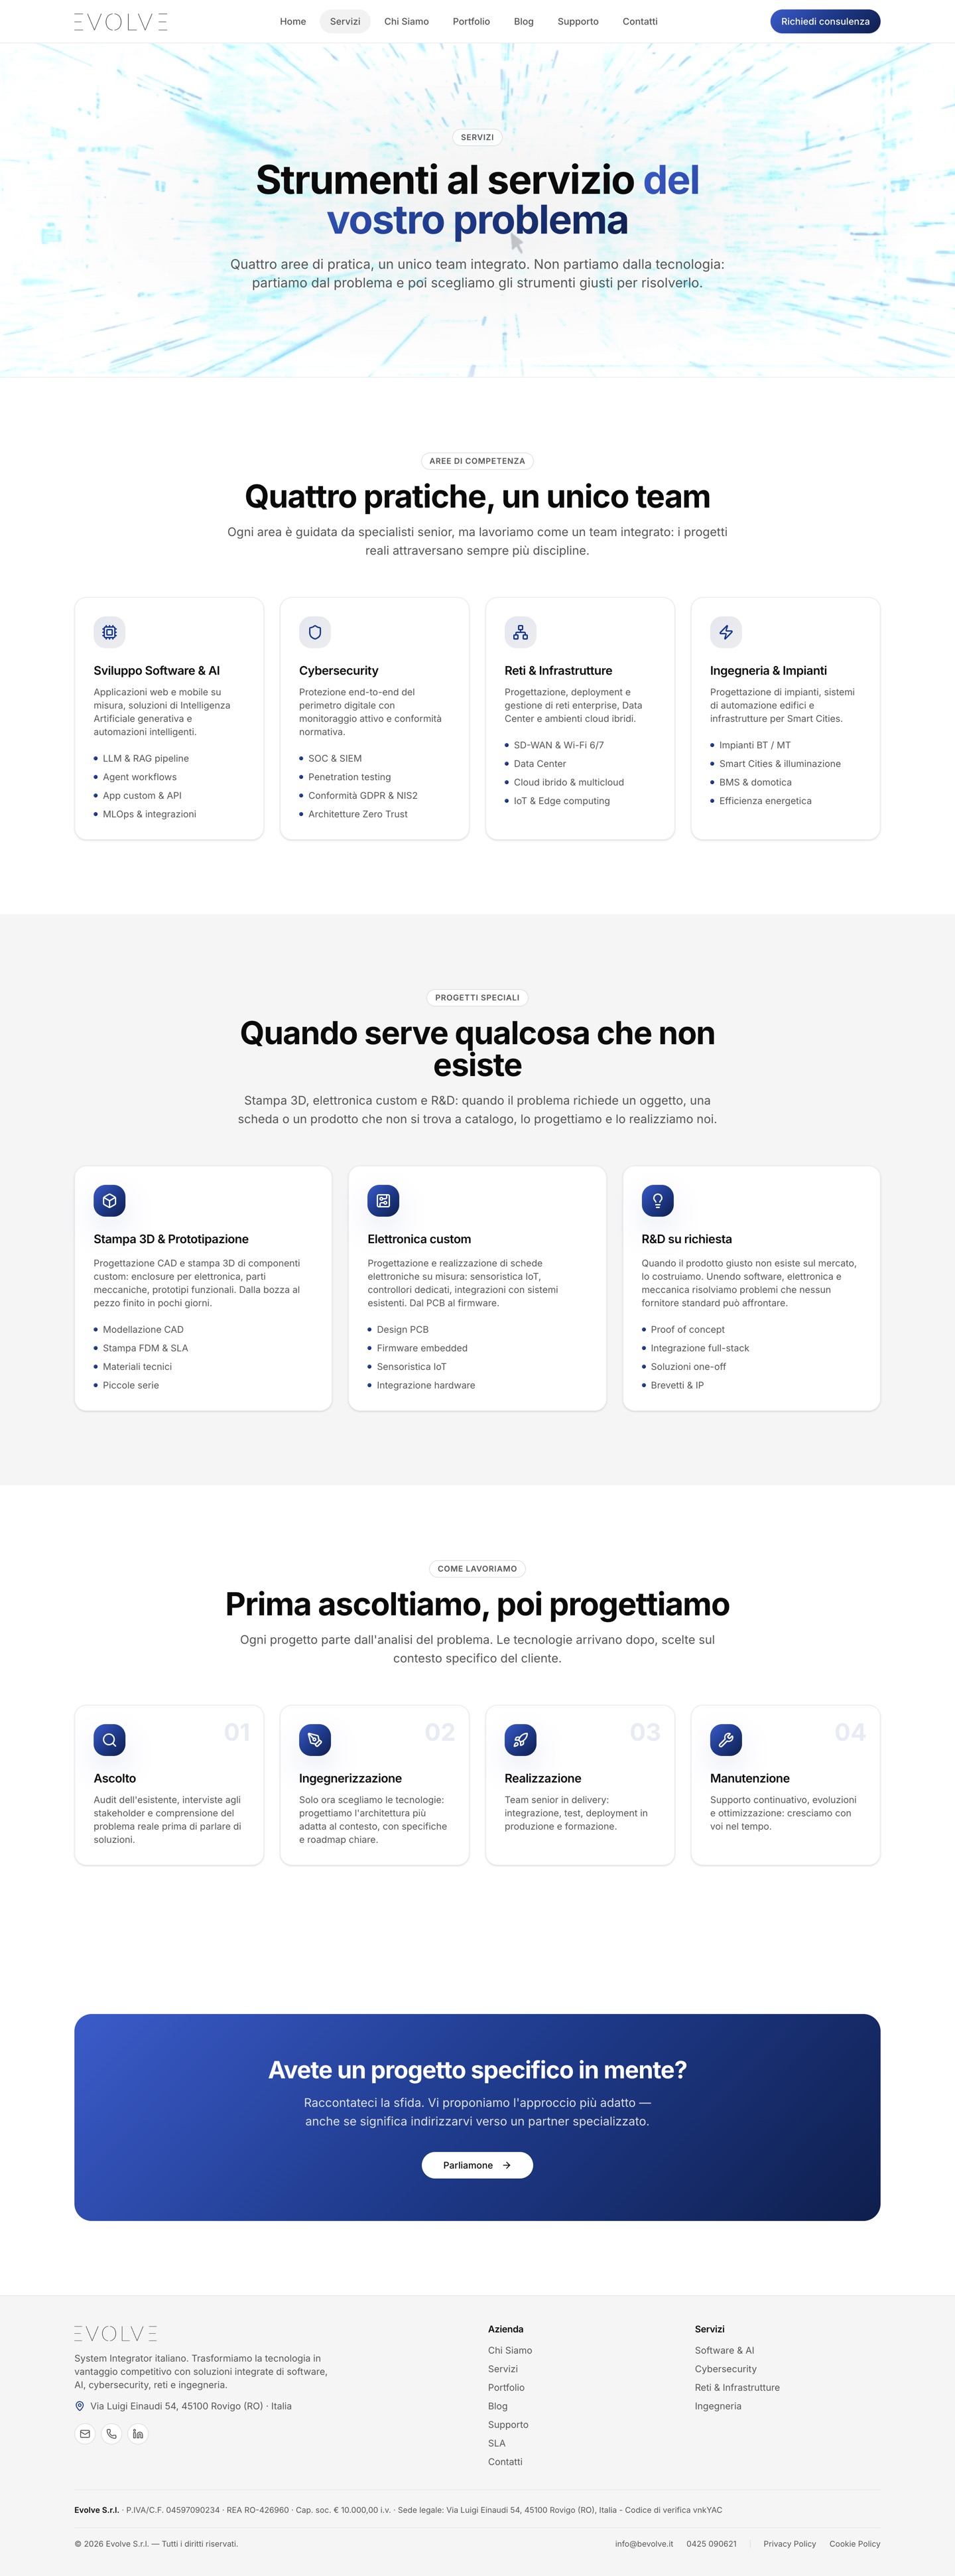 EVOLVE
Home
Servizi
Chi Siamo
Portfolio
Blog
Supporto
Contatti
Richiedi consulenza
SERVIZI
Strumenti al servizio del
vostro problema
Quattro aree di pratica, un unico team integrato. Non partiamo dalla tecnologia:
partiamo dal problema e poi scegliamo gli strumenti giusti per risolverlo.
AREE DI COMPETENZA
Quattro pratiche, un unico team
Ogni area è guidata da specialisti senior, ma lavoriamo come un team integrato: i progetti
reali attraversano sempre più discipline.
Sviluppo Software & AI
Applicazioni web e mobile su
misura, soluzioni di Intelligenza
Artificiale generativa e
automazioni intelligenti.
LLM & RAG pipeline
Agent workflows
App custom & API
MLOps & integrazioni
Cybersecurity
Protezione end-to-end del
perimetro digitale con
monitoraggio attivo e conformità
normativa.
SOC & SIEM
Penetration testing
Conformità GDPR & NIS2
Architetture Zero Trust
Reti & Infrastrutture
Progettazione, deployment e
gestione di reti enterprise, Data
Center e ambienti cloud ibridi.
SD-WAN & Wi-Fi 6/7
Data Center
Cloud ibrido & multicloud
IoT & Edge computing
Ingegneria & Impianti
Progettazione di impianti, sistemi
di automazione edifici e
infrastrutture per Smart Cities.
Impianti BT / MT
Smart Cities & illuminazione
BMS & domotica
Efficienza energetica
PROGETTI SPECIALI
Quando serve qualcosa che non
esiste
Stampa 3D, elettronica custom e R&D: quando il problema richiede un oggetto, una
scheda o un prodotto che non si trova a catalogo, lo progettiamo e lo realizziamo noi.
Stampa 3D & Prototipazione
Progettazione CAD e stampa 3D di componenti
custom: enclosure per elettronica, parti
meccaniche, prototipi funzionali. Dalla bozza al
pezzo finito in pochi giorni.
Modellazione CAD
Stampa FDM & SLA
Materiali tecnici
Piccole serie
Elettronica custom
Progettazione e realizzazione di schede
elettroniche su misura: sensoristica IoT,
controllori dedicati, integrazioni con sistemi
esistenti. Dal PCB al firmware.
Design PCB
Firmware embedded
Sensoristica IoT
Integrazione hardware
R&D su richiesta
Quando il prodotto giusto non esiste sul mercato,
lo costruiamo. Unendo software, elettronica e
meccanica risolviamo problemi che nessun
fornitore standard può affrontare.
Proof of concept
Integrazione full-stack
Soluzioni one-off
Brevetti & IP
COME LAVORIAMO
Prima ascoltiamo, poi progettiamo
Ogni progetto parte dall'analisi del problema. Le tecnologie arrivano dopo, scelte sul
contesto specifico del cliente.
01
Ascolto
Audit dell'esistente, interviste agli
stakeholder e comprensione del
problema reale prima di parlare di
soluzioni.
02
Ingegnerizzazione
Solo ora scegliamo le tecnologie:
progettiamo l'architettura più
adatta al contesto, con specifiche
e roadmap chiare.
03
Realizzazione
Team senior in delivery:
integrazione, test, deployment in
produzione e formazione.
04
Manutenzione
Supporto continuativo, evoluzioni
e ottimizzazione: cresciamo con
voi nel tempo.
Avete un progetto specifico in mente?
Raccontateci la sfida. Vi proponiamo l'approccio più adatto —
anche se significa indirizzarvi verso un partner specializzato.
Parliamone
EVOLVE
System Integrator italiano. Trasformiamo la tecnologia in
vantaggio competitivo con soluzioni integrate di software,
AI, cybersecurity, reti e ingegneria.
Via Luigi Einaudi 54, 45100 Rovigo (RO) · Italia
Azienda
Chi Siamo
Servizi
Portfolio
Blog
Supporto
SLA
Contatti
Servizi
Software & AI
Cybersecurity
Reti & Infrastrutture
Ingegneria
Evolve S.r.l. · P.IVA/C.F. 04597090234 · REA RO-426960 · Cap. soc. € 10.000,00 i.v. · Sede legale: Via Luigi Einaudi 54, 45100 Rovigo (RO), Italia - Codice di verifica vnkYAC
© 2026 Evolve S.r.l. — Tutti i diritti riservati.
info@bevolve.it
0425 090621
Privacy Policy
Cookie Policy